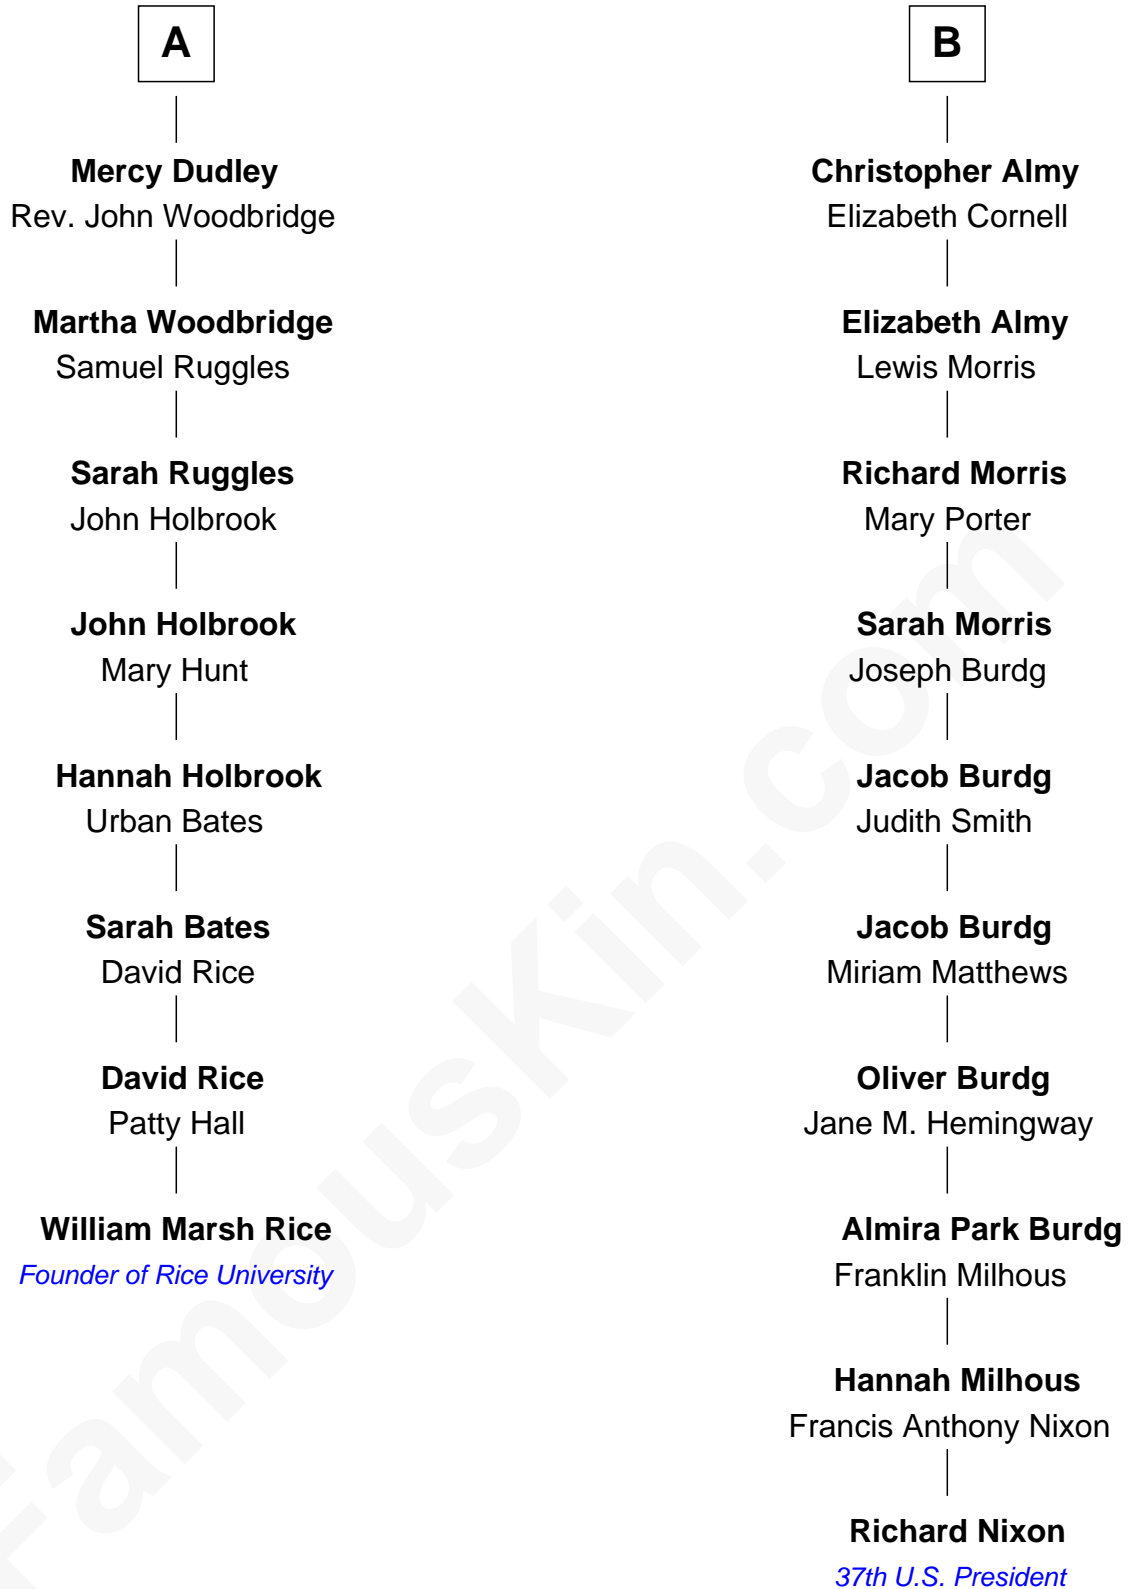 A
Mercy Dudley
Rev. John Woodbridge
Martha Woodbridge
Samuel Ruggles
Sarah Ruggles
John Holbrook
John Holbrook
Mary Hunt
Hannah Holbrook
Urban Bates
Sarah Bates
David Rice
David Rice
Patty Hall
William Marsh Rice
Founder of Rice University
B
Christopher Almy
Elizabeth Cornell
Elizabeth Almy
Lewis Morris
Richard Morris
Mary Porter
Sarah Morris
Joseph Burdg
Jacob Burdg
Judith Smith
Jacob Burdg
Miriam Matthews
Oliver Burdg
Jane M. Hemingway
Almira Park Burdg
Franklin Milhous
Hannah Milhous
Francis Anthony Nixon
Richard Nixon
37th U.S. President
FamousKin.com